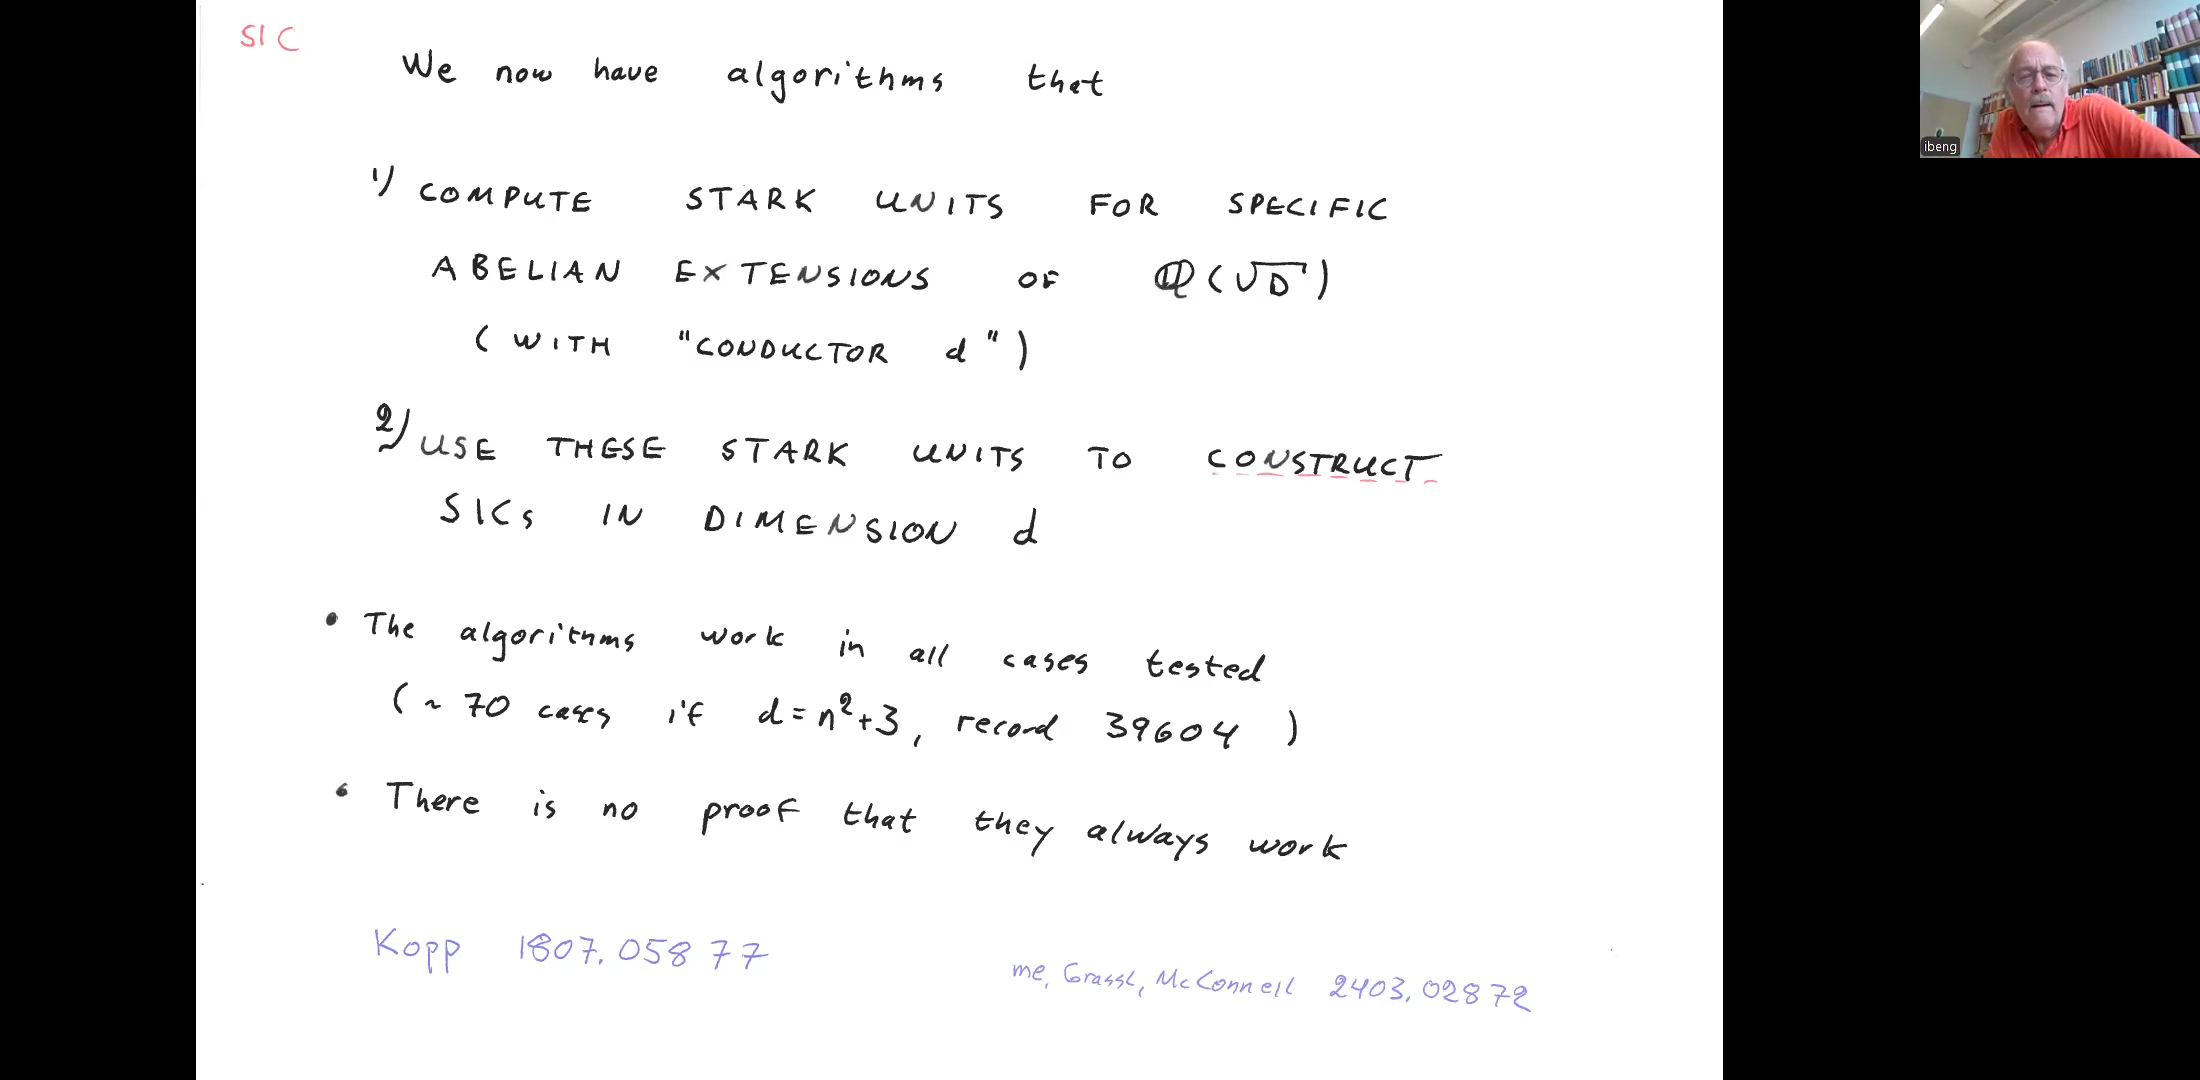 SIC
We now have algorithms that
1) COMPUTE STARK UNITS FOR SPECIFIC
ABELIAN EXTENSIONS OF ℚ(√D)
(WITH "CONDUCTOR d")
2) USE THESE STARK UNITS TO CONSTRUCT
SICs IN DIMENSION d
• The algorithms work in all cases tested
(~ 70 cases if d = n²+3, record 39604)
• There is no proof that they always work
Kopp 1807.05877
me, Grassl, McConnell 2403.02872
ibeng